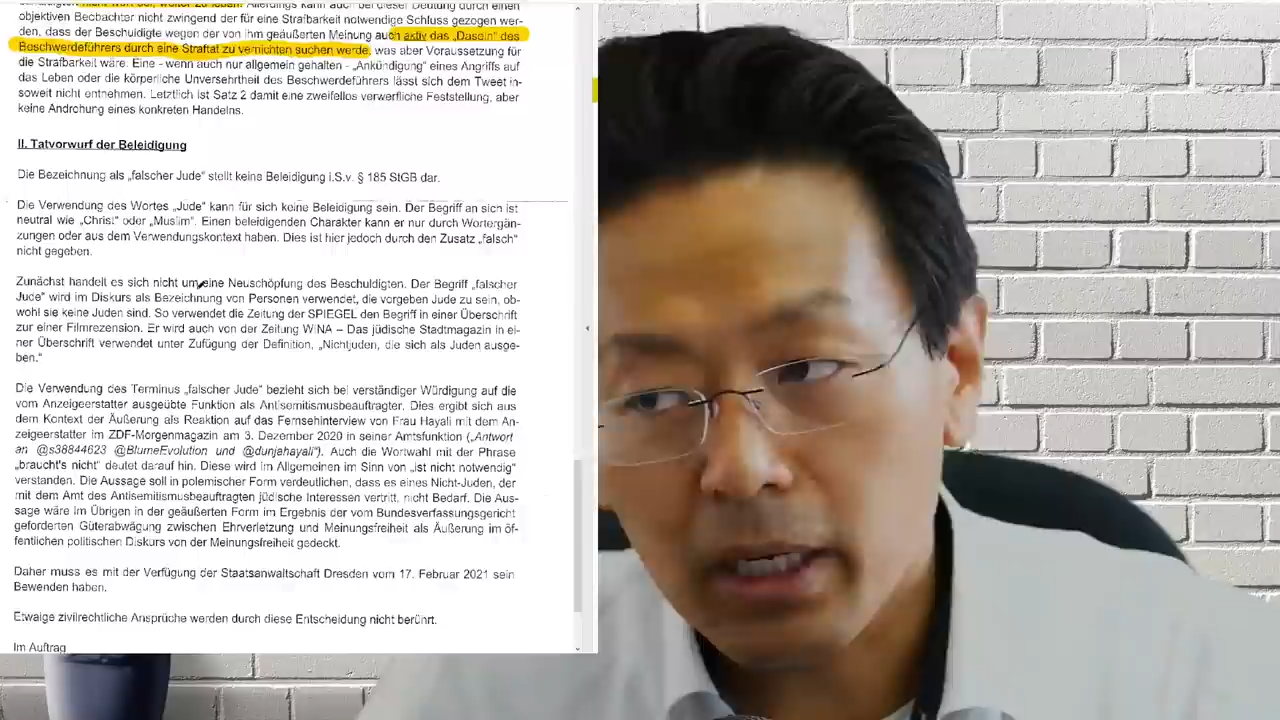 objektiven Beobachter nicht zwingend der für eine Strafbarkeit notwendige Schluss gezogen wer-
den, dass der Beschuldigte wegen der von ihm geäußerten Meinung auch aktiv das „Dasein“ des
Beschwerdeführers durch eine Straftat zu vernichten suchen werde, was aber Voraussetzung für
die Strafbarkeit wäre. Eine - wenn auch nur allgemein gehalten - „Ankündigung“ eines Angriffs auf
das Leben oder die körperliche Unversehrtheit des Beschwerdeführers lässt sich dem Tweet in-
soweit nicht entnehmen. Letztlich ist Satz 2 damit eine zweifellos verwerfliche Feststellung, aber
keine Androhung eines konkreten Handelns.
II. Tatvorwurf der Beleidigung
Die Bezeichnung als „falscher Jude“ stellt keine Beleidigung i.S.v. § 185 StGB dar.
Die Verwendung des Wortes „Jude“ kann für sich keine Beleidigung sein. Der Begriff an sich ist
neutral wie „Christ“ oder „Muslim“. Einen beleidigenden Charakter kann er nur durch Wortergän-
zungen oder aus dem Verwendungskontext haben. Dies ist hier jedoch durch den Zusatz „falsch“
nicht gegeben.
Zunächst handelt es sich nicht um eine Neuschöpfung des Beschuldigten. Der Begriff „falscher
Jude“ wird im Diskurs als Bezeichnung von Personen verwendet, die vorgeben Jude zu sein, ob-
wohl sie keine Juden sind. So verwendet die Zeitung der SPIEGEL den Begriff in einer Überschrift
zur einer Filmrezension. Er wird auch von der Zeitung WiNA – Das jüdische Stadtmagazin in ei-
ner Überschrift verwendet unter Zufügung der Definition, „Nichtjuden, die sich als Juden ausge-
ben.“
Die Verwendung des Terminus „falscher Jude“ bezieht sich bei verständiger Würdigung auf die
vom Anzeigeerstatter ausgeübte Funktion als Antisemitismusbeauftragter. Dies ergibt sich aus
dem Kontext der Äußerung als Reaktion auf das Fernsehinterview von Frau Hayali mit dem An-
zeigeerstatter im ZDF-Morgenmagazin am 3. Dezember 2020 in seiner Amtsfunktion („Antwort
an @s38844623 @BlumeEvolution und @dunjahayali“). Auch die Wortwahl mit der Phrase
„braucht's nicht“ deutet darauf hin. Diese wird im Allgemeinen im Sinn von „ist nicht notwendig“
verstanden. Die Aussage soll in polemischer Form verdeutlichen, dass es eines Nicht-Juden, der
mit dem Amt des Antisemitismusbeauftragten jüdische Interessen vertritt, nicht Bedarf. Die Aus-
sage wäre im Übrigen in der geäußerten Form im Ergebnis der vom Bundesverfassungsgericht
geforderten Güterabwägung zwischen Ehrverletzung und Meinungsfreiheit als Äußerung im öf-
fentlichen politischen Diskurs von der Meinungsfreiheit gedeckt.
Daher muss es mit der Verfügung der Staatsanwaltschaft Dresden vom 17. Februar 2021 sein
Bewenden haben.
Etwaige zivilrechtliche Ansprüche werden durch diese Entscheidung nicht berührt.
Im Auftrag